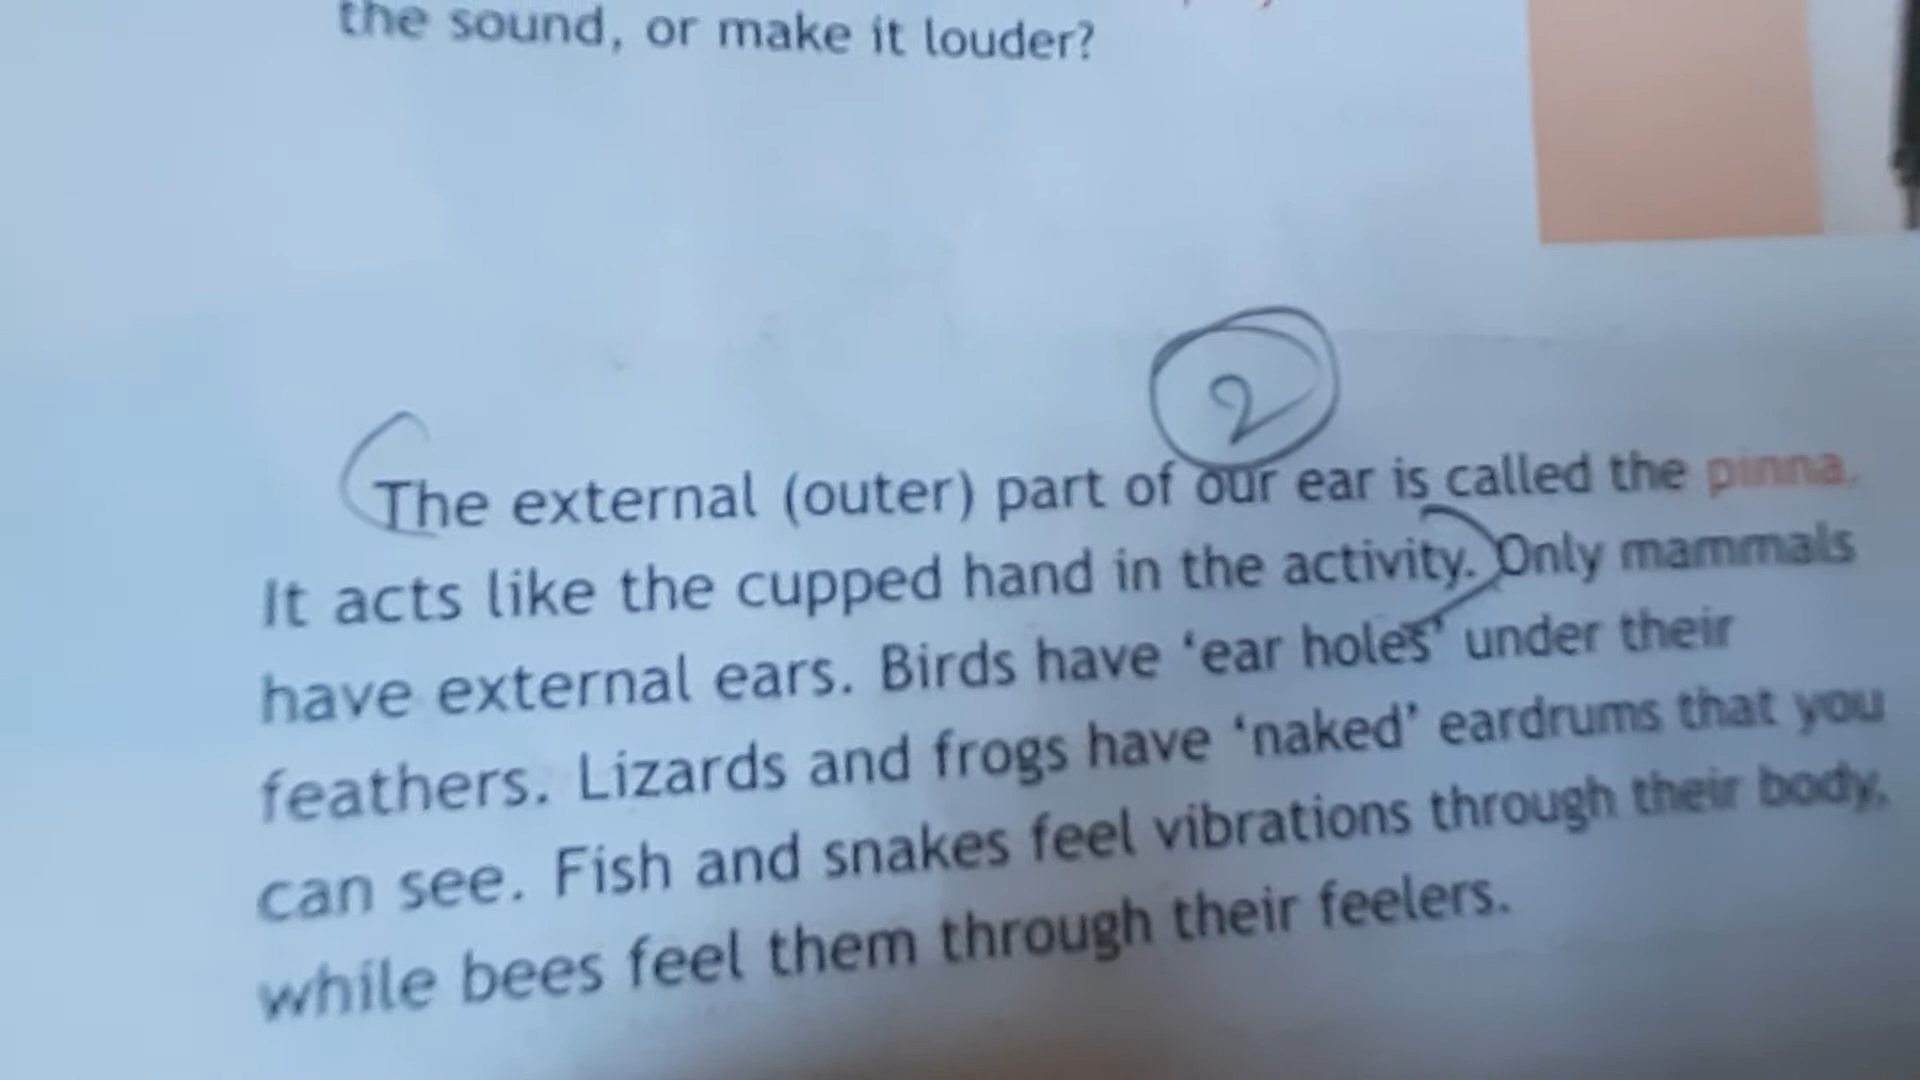 the sound, or make it louder?
2
The external (outer) part of our ear is called the pinna.
It acts like the cupped hand in the activity. Only mammals
have external ears. Birds have ‘ear holes’ under their
feathers. Lizards and frogs have ‘naked’ eardrums that you
can see. Fish and snakes feel vibrations through their body,
while bees feel them through their feelers.